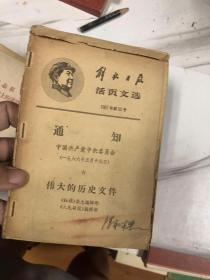 解放日报
活页文选
通知
中国共产党中央委员会
（一九六六年五月十六日）
伟大的历史文件
《红旗》杂志编辑部
《人民日报》编辑部